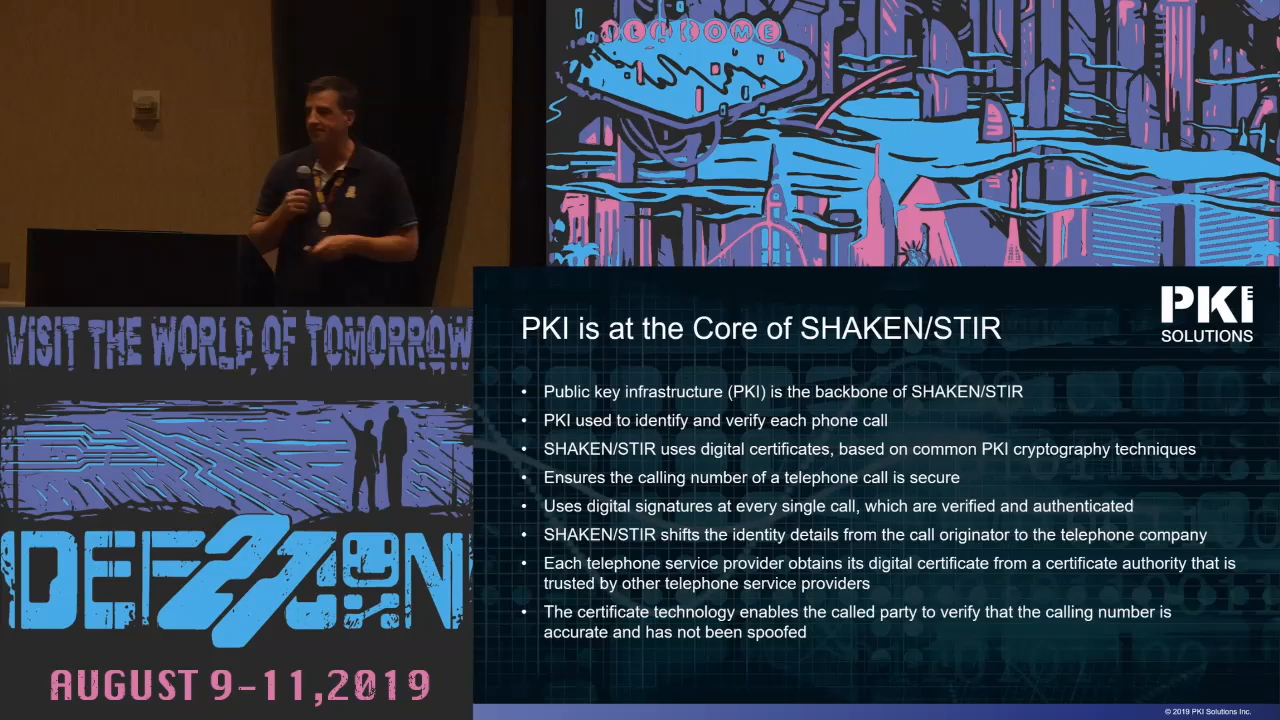 WELCOME
VISIT THE WORLD OF TOMORROW
DEF CON
27
AUGUST 9-11, 2019
PKI
SOLUTIONS
PKI is at the Core of SHAKEN/STIR
• Public key infrastructure (PKI) is the backbone of SHAKEN/STIR
• PKI used to identify and verify each phone call
• SHAKEN/STIR uses digital certificates, based on common PKI cryptography techniques
• Ensures the calling number of a telephone call is secure
• Uses digital signatures at every single call, which are verified and authenticated
• SHAKEN/STIR shifts the identity details from the call originator to the telephone company
• Each telephone service provider obtains its digital certificate from a certificate authority that is
trusted by other telephone service providers
• The certificate technology enables the called party to verify that the calling number is
accurate and has not been spoofed
© 2019 PKI Solutions Inc.